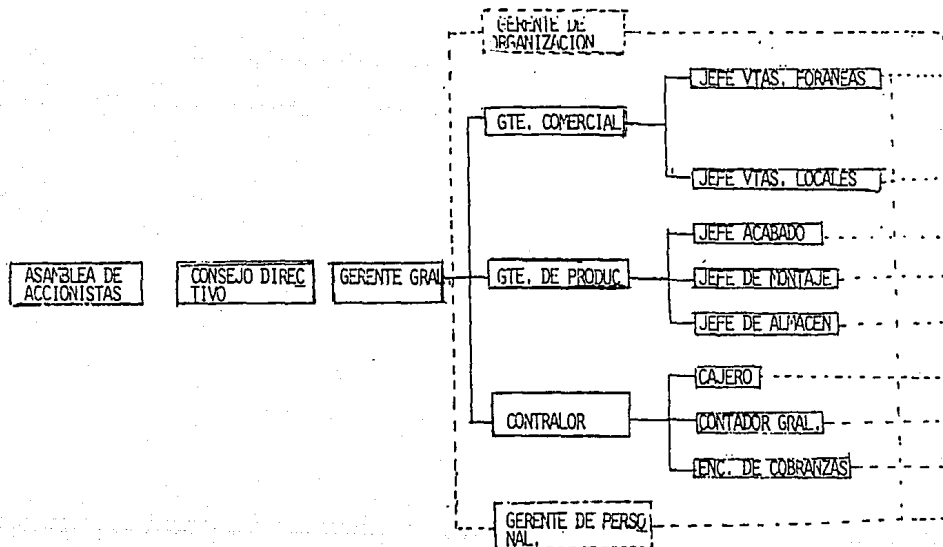 GERENTE DE
ORGANIZACION
JEFE VTAS. FORANEAS
GTE. COMERCIAL
JEFE VTAS. LOCALES
JEFE ACABADO
ASAMBLEA DE
ACCIONISTAS
CONSEJO DIREC
TIVO
GERENTE GRAL
GTE. DE PRODUC.
JEFE DE MONTAJE
JEFE DE ALMACEN
CAJERO
CONTRALOR
CONTADOR GRAL.
ENC. DE COBRANZAS
GERENTE DE PERSO
NAL.